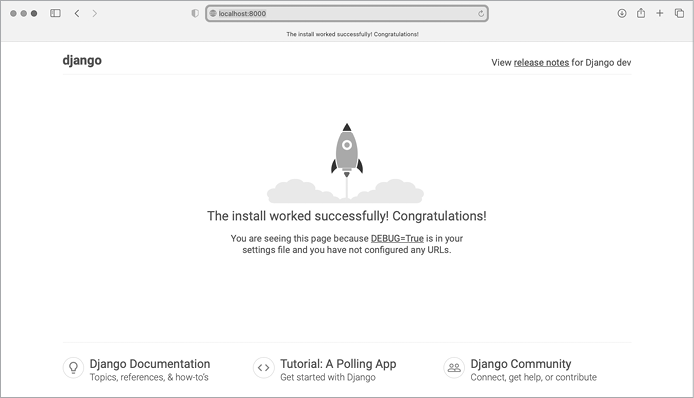 localhost:8000
The install worked successfully! Congratulations!
django
View release notes for Django dev
The install worked successfully! Congratulations!
You are seeing this page because DEBUG=True is in your
settings file and you have not configured any URLs.
Django Documentation
Topics, references, & how-to's
Tutorial: A Polling App
Get started with Django
Django Community
Connect, get help, or contribute